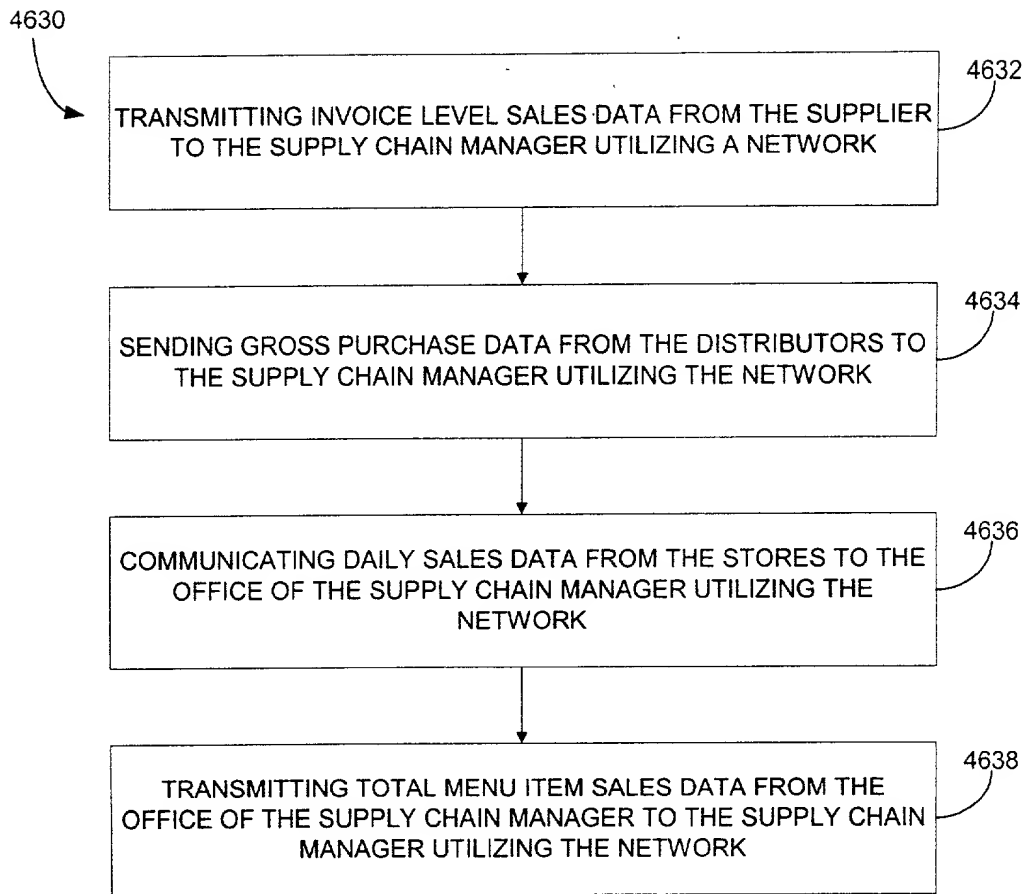 4630
4632
TRANSMITTING INVOICE LEVEL SALES DATA FROM THE SUPPLIER
TO THE SUPPLY CHAIN MANAGER UTILIZING A NETWORK
4634
SENDING GROSS PURCHASE DATA FROM THE DISTRIBUTORS TO
THE SUPPLY CHAIN MANAGER UTILIZING THE NETWORK
4636
COMMUNICATING DAILY SALES DATA FROM THE STORES TO THE
OFFICE OF THE SUPPLY CHAIN MANAGER UTILIZING THE
NETWORK
4638
TRANSMITTING TOTAL MENU ITEM SALES DATA FROM THE
OFFICE OF THE SUPPLY CHAIN MANAGER TO THE SUPPLY CHAIN
MANAGER UTILIZING THE NETWORK